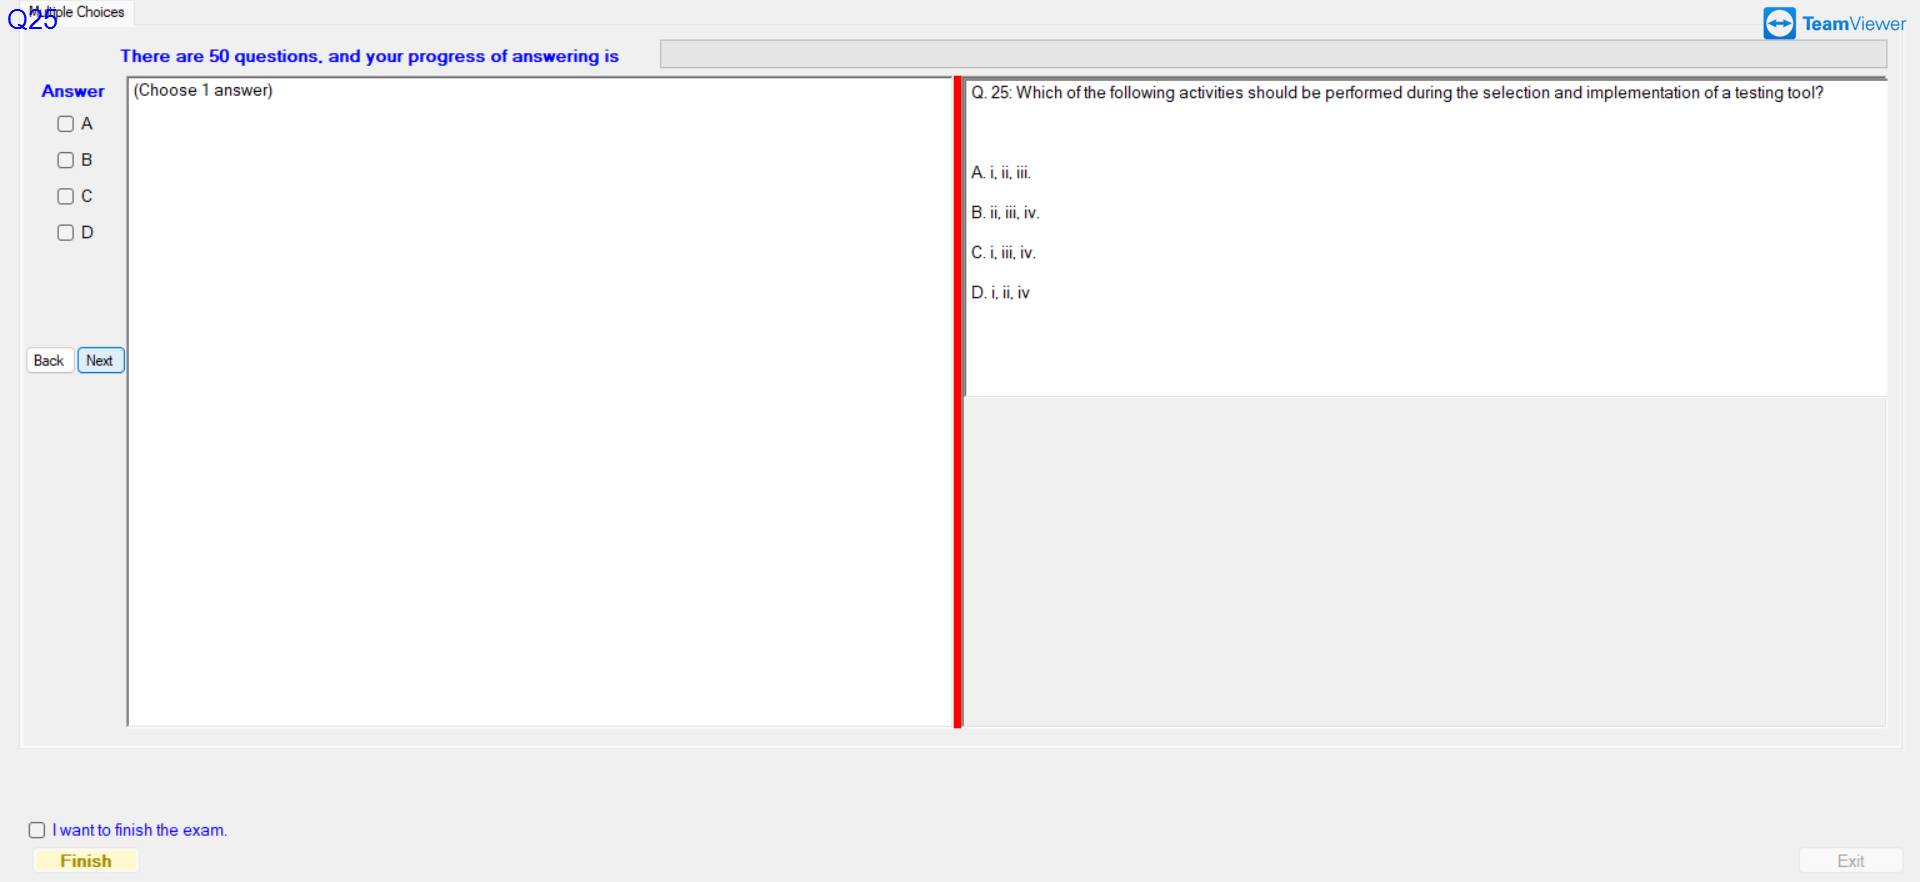 Multiple Choices
Q25
TeamViewer
There are 50 questions, and your progress of answering is
Answer
(Choose 1 answer)
A
B
C
D
Back
Next
Q. 25: Which of the following activities should be performed during the selection and implementation of a testing tool?
A. i, ii, iii.
B. ii, iii, iv.
C. i, iii, iv.
D. i, ii, iv
I want to finish the exam.
Finish
Exit